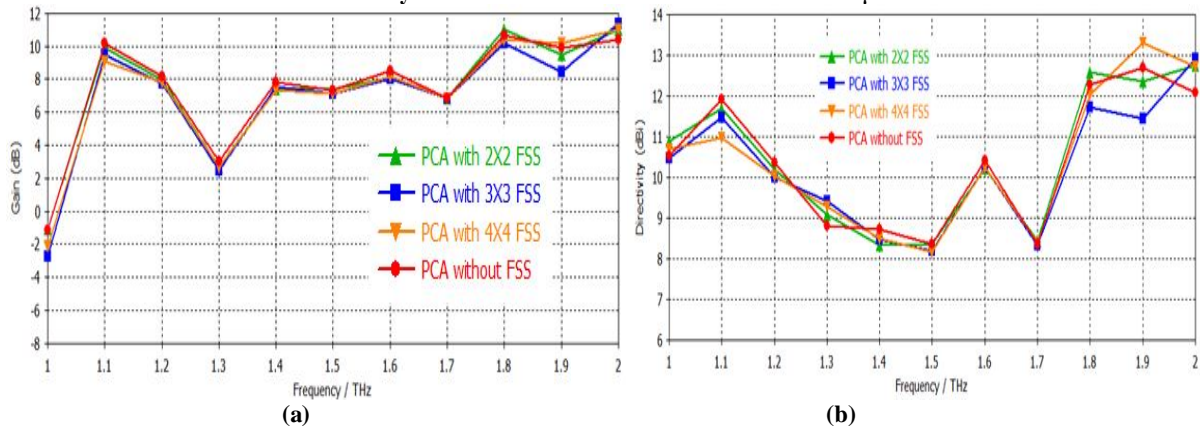 12
10
8
6
4
2
0
-2
-4
-6
-8
Gain (dB)
PCA with 2X2 FSS
PCA with 3X3 FSS
PCA with 4X4 FSS
PCA without FSS
1 1.1 1.2 1.3 1.4 1.5 1.6 1.7 1.8 1.9 2
Frequency / THz
(a)
14
13
12
11
10
9
8
7
6
Directivity (dBi)
PCA with 2X2 FSS
PCA with 3X3 FSS
PCA with 4X4 FSS
PCA without FSS
1 1.1 1.2 1.3 1.4 1.5 1.6 1.7 1.8 1.9 2
Frequency / THz
(b)